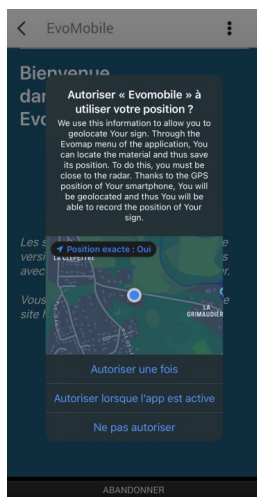 EvoMobile
Bienvenue
dan
Evo
Autoriser « Evomobile » à
utiliser votre position ?
We use this information to allow you to
geolocate Your sign. Through the
Evomap menu of the application, You
can locate the material and thus save
its position. To do this, you must be
close to the radar. Thanks to the GPS
position of Your smartphone, You will
be geolocated and thus You will be
able to record the position of Your
sign.
Les s
e
versi
s
avec
r.
Vous
e
site h
Position exacte : Oui
LA LEPETRE
LA
GRIMAUDIÈR
Autoriser une fois
Autoriser lorsque l'app est active
Ne pas autoriser
ABANDONNER